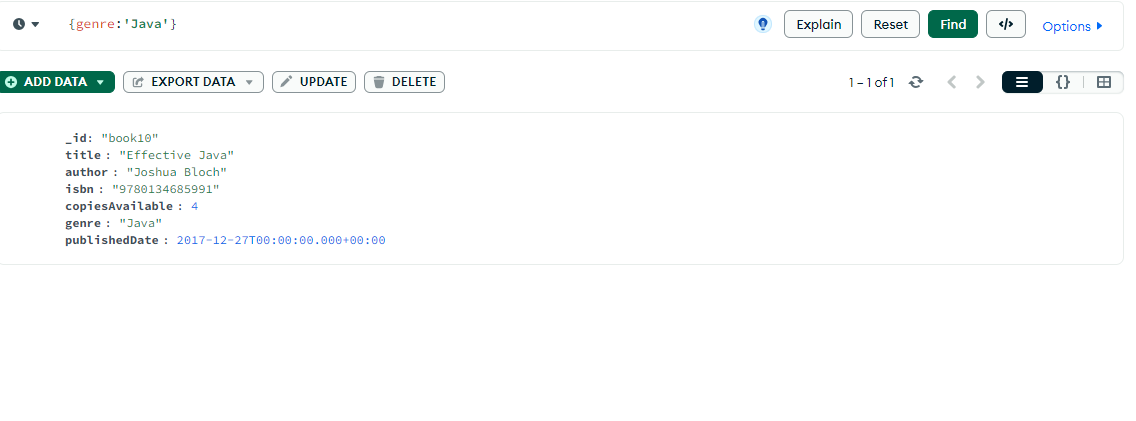 {genre:'Java'}
Explain
Reset
Find
</>
Options
ADD DATA
EXPORT DATA
UPDATE
DELETE
1 – 1 of 1
{}
_id: "book10"
title : "Effective Java"
author : "Joshua Bloch"
isbn : "9780134685991"
copiesAvailable : 4
genre : "Java"
publishedDate : 2017-12-27T00:00:00.000+00:00